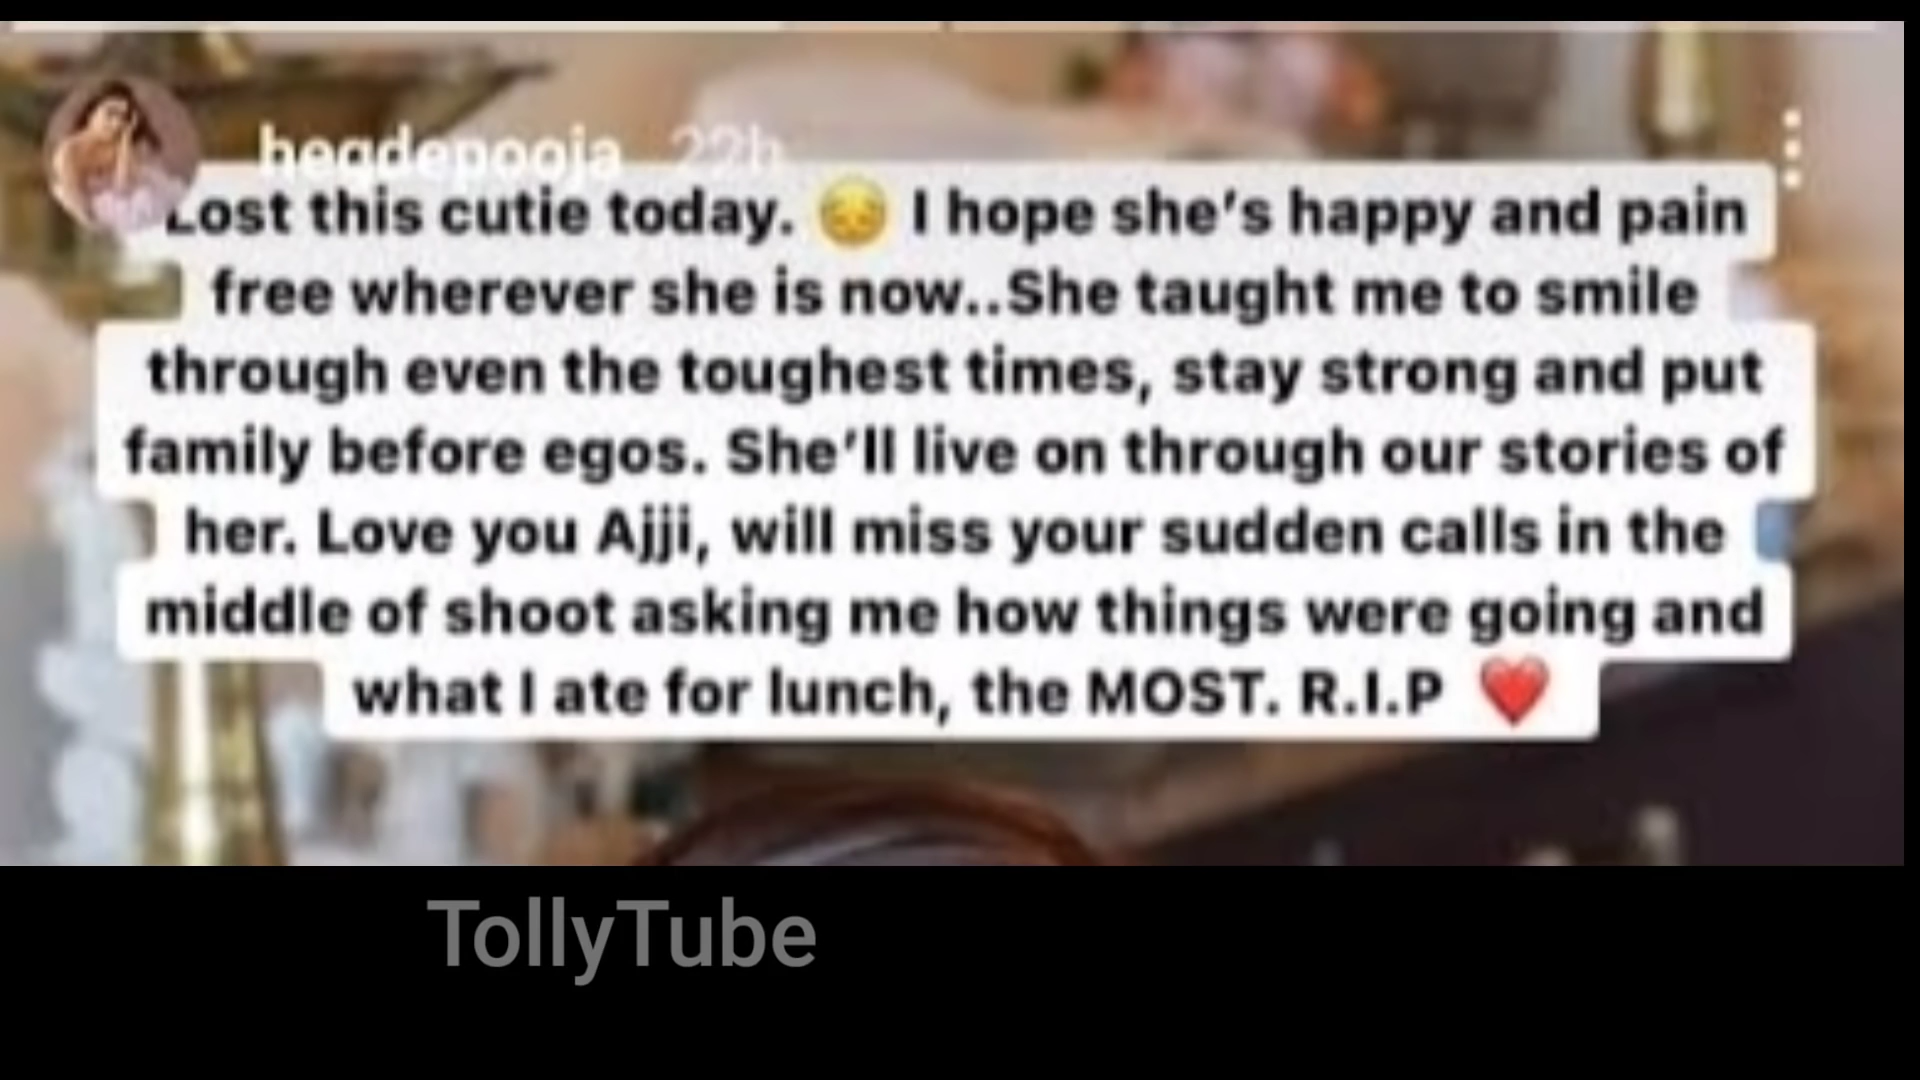 hegdepooja 22h
Lost this cutie today. 😔 I hope she's happy and pain
free wherever she is now..She taught me to smile
through even the toughest times, stay strong and put
family before egos. She'll live on through our stories of
her. Love you Ajji, will miss your sudden calls in the
middle of shoot asking me how things were going and
what I ate for lunch, the MOST. R.I.P ❤️
TollyTube